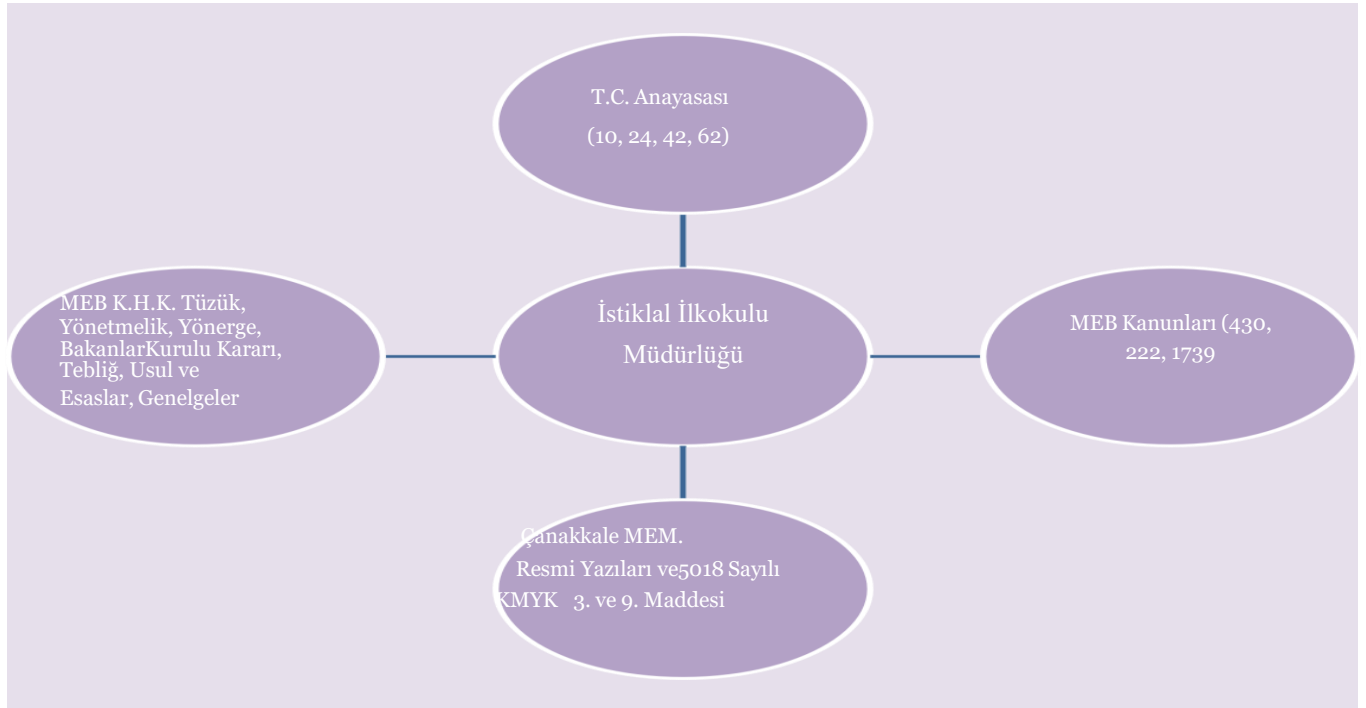 T.C. Anayasası
(10, 24, 42, 62)
MEB K.H.K. Tüzük,
Yönetmelik, Yönerge,
BakanlarKurulu Kararı,
Tebliğ, Usul ve
Esaslar, Genelgeler
İstiklal İlkokulu
Müdürlüğü
MEB Kanunları (430,
222, 1739
Çanakkale MEM.
Resmi Yazıları ve5018 Sayılı
KMYK 3. ve 9. Maddesi